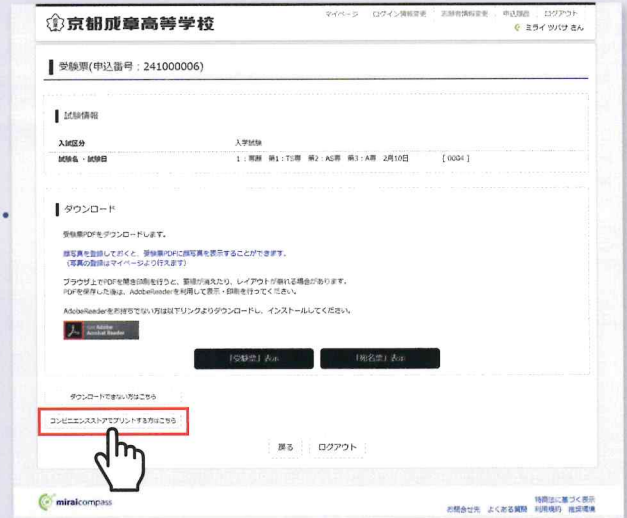 京都成章高等学校
マイページ ログイン情報変更 志願者情報変更 申込履歴 ログアウト
ミライ ツバサ さん
受験票(申込番号：241000006)
試験情報
入試区分 入学試験
試験名・試験日 1：専願 第1：TS専 第2：AS専 第3：A専 2月10日 [ 0004 ]
ダウンロード
受験票PDFをダウンロードします。
顔写真を登録しておくと、受験票PDFに顔写真を表示することができます。
（写真の登録はマイページより行えます）
ブラウザ上でPDFを開き印刷を行うと、罫線が消えたり、レイアウトが崩れる場合があります。
PDFを保存した後は、AdobeReaderを利用して表示・印刷を行ってください。
AdobeReaderをお持ちでない方は以下リンクよりダウンロードし、インストールしてください。
Get Adobe
Acrobat Reader
「受験票」表示 「宛名票」表示
ダウンロードできない方はこちら
コンビニエンスストアでプリントする方はこちら
戻る ログアウト
miraicompass
特商法に基づく表示
お問合せ先 よくある質問 利用規約 推奨環境